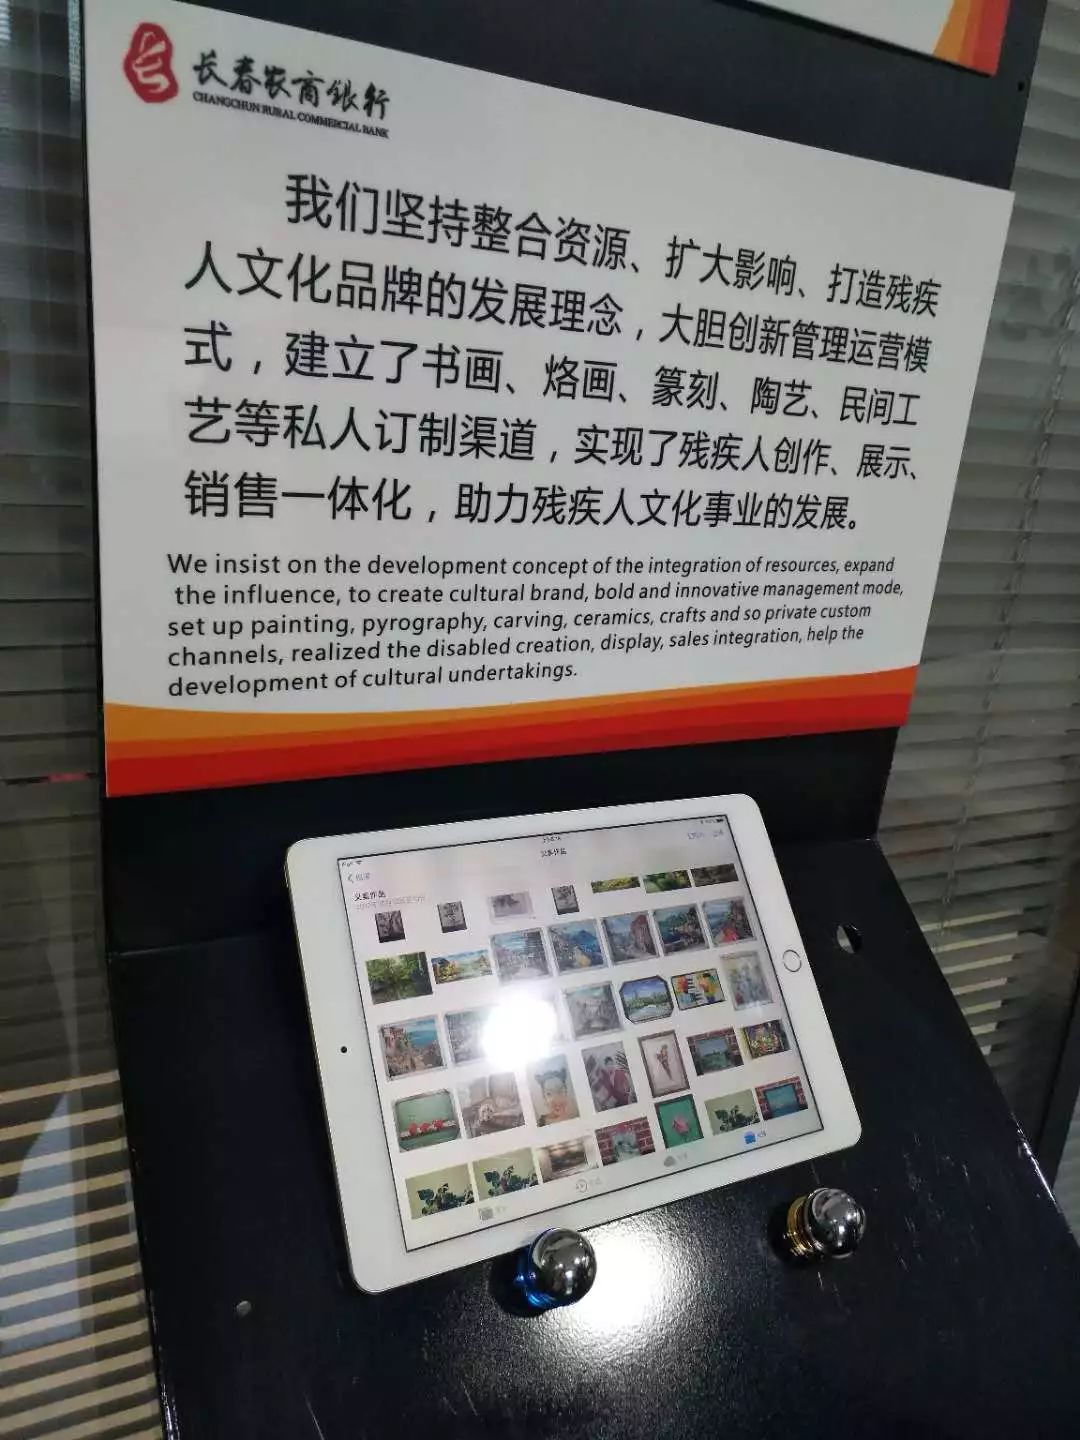 长春农商银行
CHANGCHUN RURAL COMMERCIAL BANK
我们坚持整合资源、扩大影响、打造残疾
人文化品牌的发展理念，大胆创新管理运营模
式，建立了书画、烙画、篆刻、陶艺、民间工
艺等私人订制渠道，实现了残疾人创作、展示、
销售一体化，助力残疾人文化事业的发展。
We insist on the development concept of the integration of resources, expand
the influence, to create cultural brand, bold and innovative management mode,
set up painting, pyrography, carving, ceramics, crafts and so private custom
channels, realized the disabled creation, display, sales integration, help the
development of cultural undertakings.